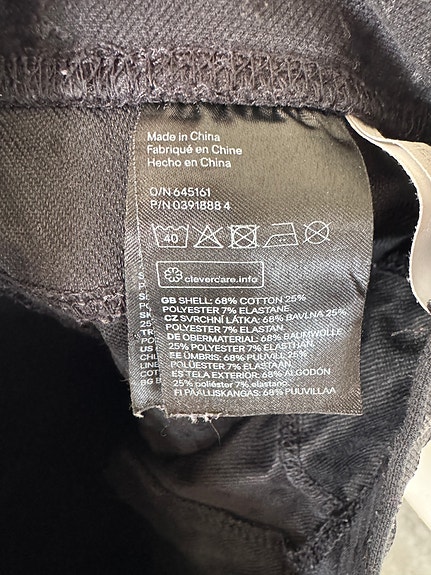 Made in China
Fabriqué en Chine
Hecho en China
O/N 645161
P/N 0391888 4
40
clevercare.info
GB SHELL: 68% COTTON 25%
POLYESTER 7% ELASTANE
CZ SVRCHNÍ LÁTKA: 68% BAVLNA 25%
POLYESTER 7% ELASTAN
DE OBERMATERIAL: 68% BAUMWOLLE
25% POLYESTER 7% ELASTHAN
EE ÜMBRIS: 68% PUUVILL 25%
POLÜESTER 7% ELASTAAN
ES TELA EXTERIOR: 68% ALGODÓN
25% poliéster 7% elastano.
FI PÄÄLLISKANGAS: 68% PUUVILLAA